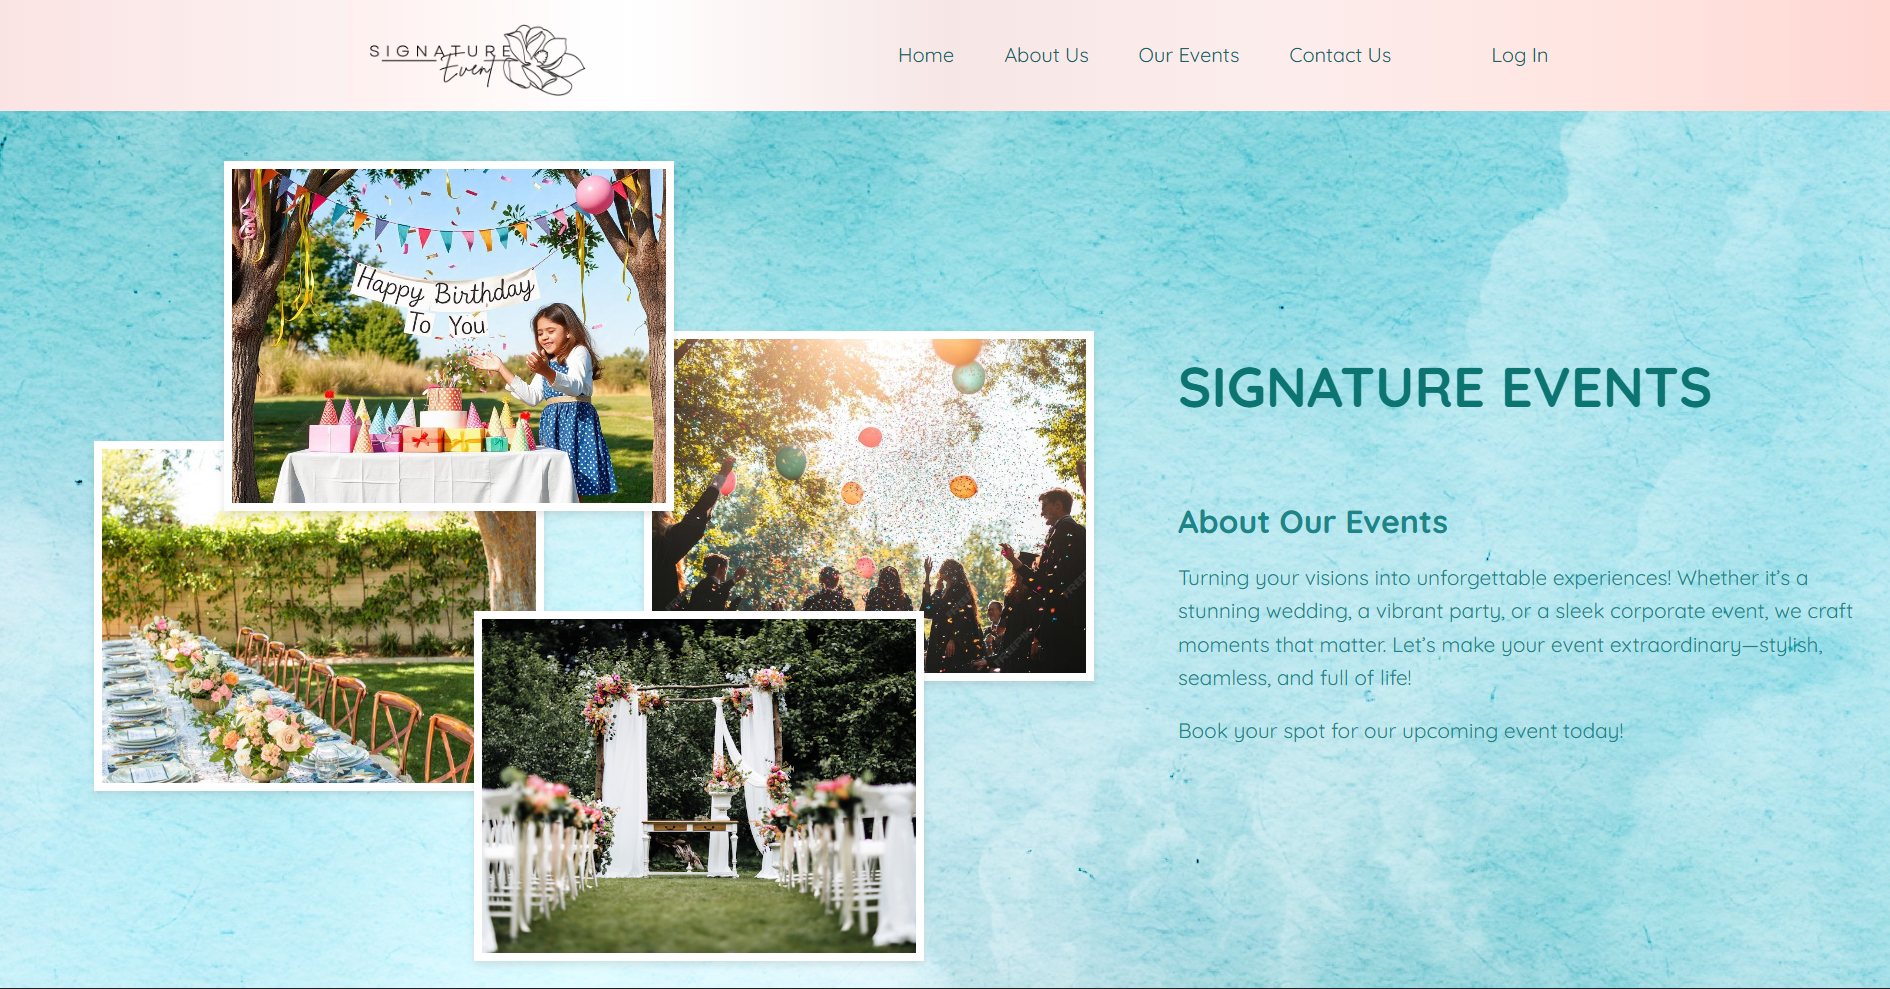 SIGNATURE
Event
Home
About Us
Our Events
Contact Us
Log In
Happy Birthday
To You
SIGNATURE EVENTS
About Our Events
Turning your visions into unforgettable experiences! Whether it’s a
stunning wedding, a vibrant party, or a sleek corporate event, we craft
moments that matter. Let’s make your event extraordinary—stylish,
seamless, and full of life!
Book your spot for our upcoming event today!